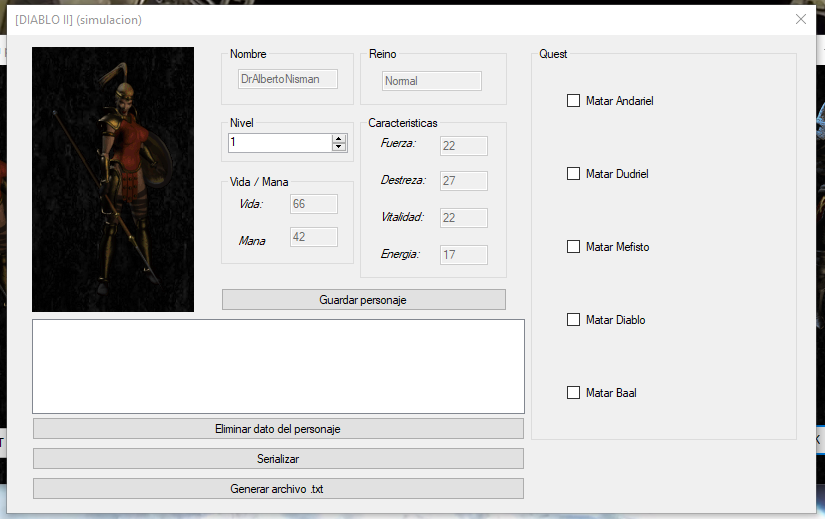 [DIABLO II] (simulacion)
Nombre
DrAlbertoNisman
Reino
Normal
Nivel
1
Vida / Mana
Vida:
66
Mana
42
Caracteristicas
Fuerza:
22
Destreza:
27
Vitalidad:
22
Energia:
17
Guardar personaje
Eliminar dato del personaje
Serializar
Generar archivo .txt
Quest
Matar Andariel
Matar Dudriel
Matar Mefisto
Matar Diablo
Matar Baal
T
K